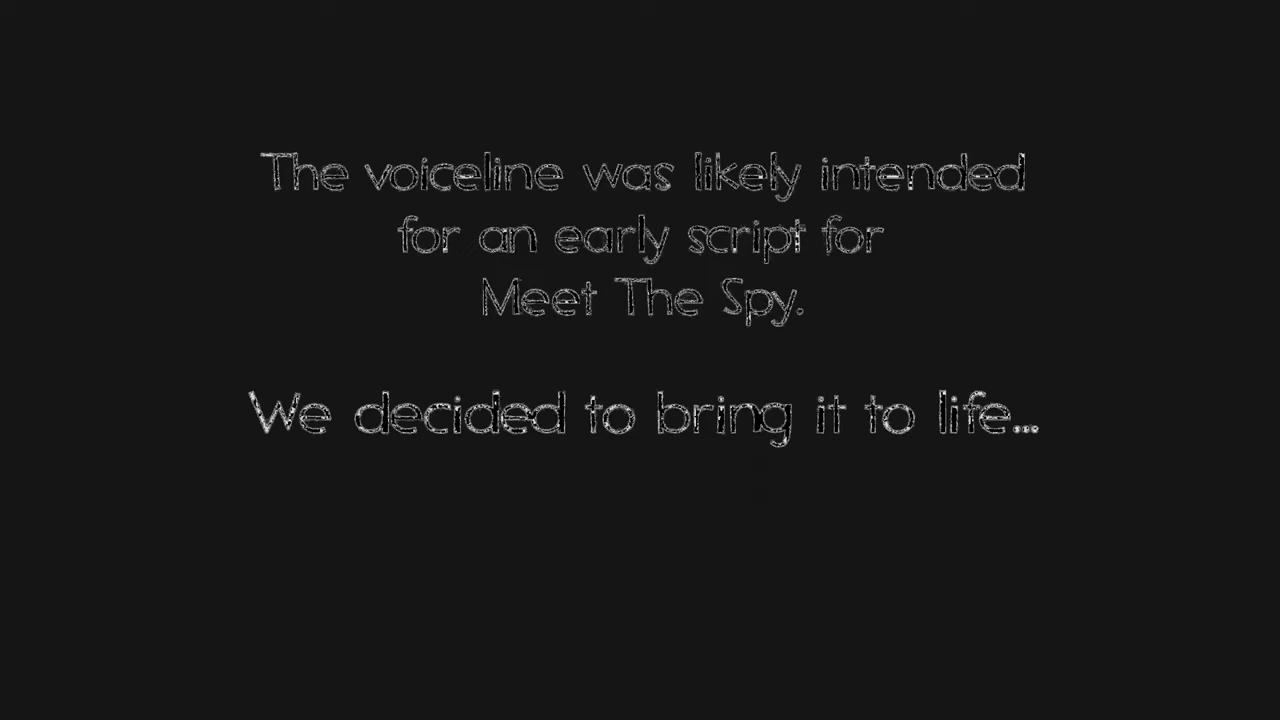 The voiceline was likely intended
for an early script for
Meet The Spy.
We decided to bring it to life...